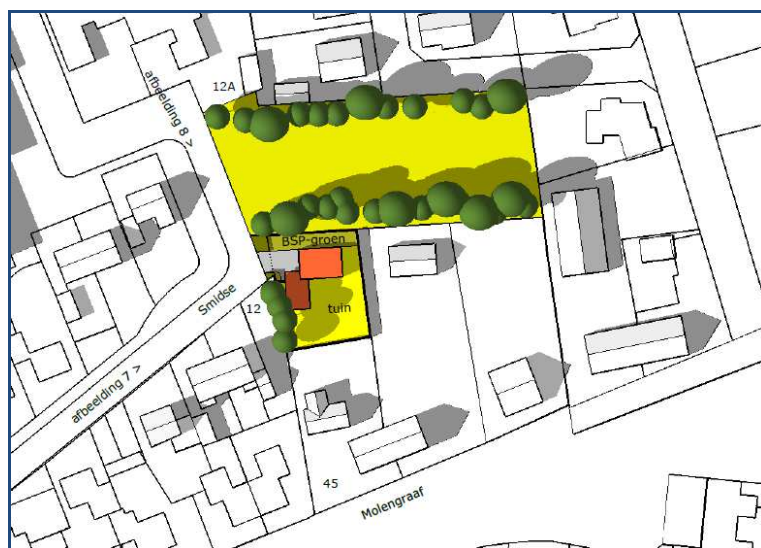 12A
afbeelding 8 >
BSP-groen
Smidse
12
tuin
afbeelding 7 >
45
Molengraaf